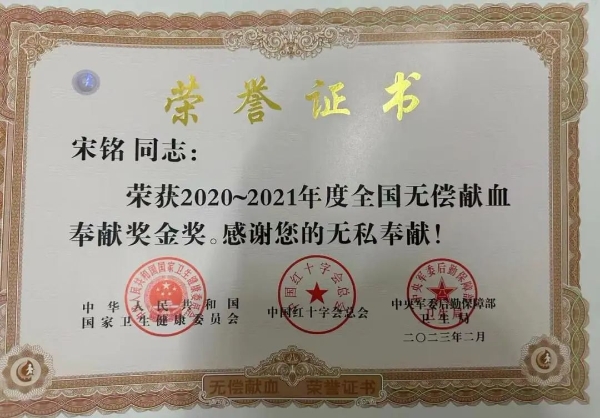 荣誉证书
宋铭 同志：
荣获2020~2021年度全国无偿献血
奉献奖金奖。感谢您的无私奉献！
中华人民共和国
国家卫生健康委员会
中国红十字会总会
中央军委后勤保障部
卫生局
二〇二三年二月
无偿献血 荣誉证书